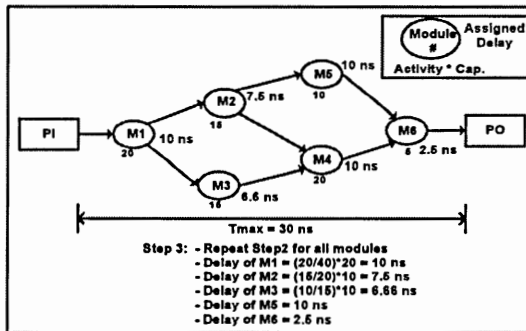 Module
#
Assigned
Delay
Activity * Cap.
M5
10 ns
10
M2
7.5 ns
15
PI
M1
10 ns
20
M6
5
2.5 ns
PO
M4
10 ns
20
M3
6.6 ns
15
Tmax = 30 ns
Step 3: - Repeat Step2 for all modules
- Delay of M1 = (20/40)*20 = 10 ns
- Delay of M2 = (15/20)*10 = 7.5 ns
- Delay of M3 = (10/15)*10 = 6.66 ns
- Delay of M5 = 10 ns
- Delay of M6 = 2.5 ns